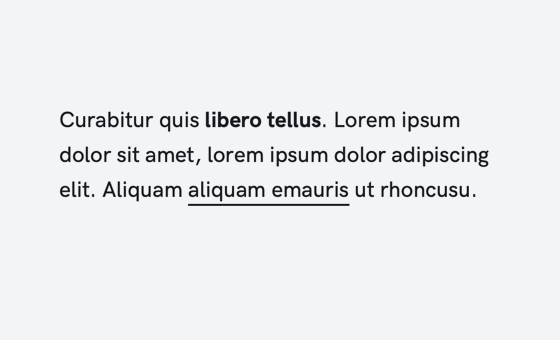 Curabitur quis libero tellus. Lorem ipsum
dolor sit amet, lorem ipsum dolor adipiscing
elit. Aliquam aliquam emauris ut rhoncusu.